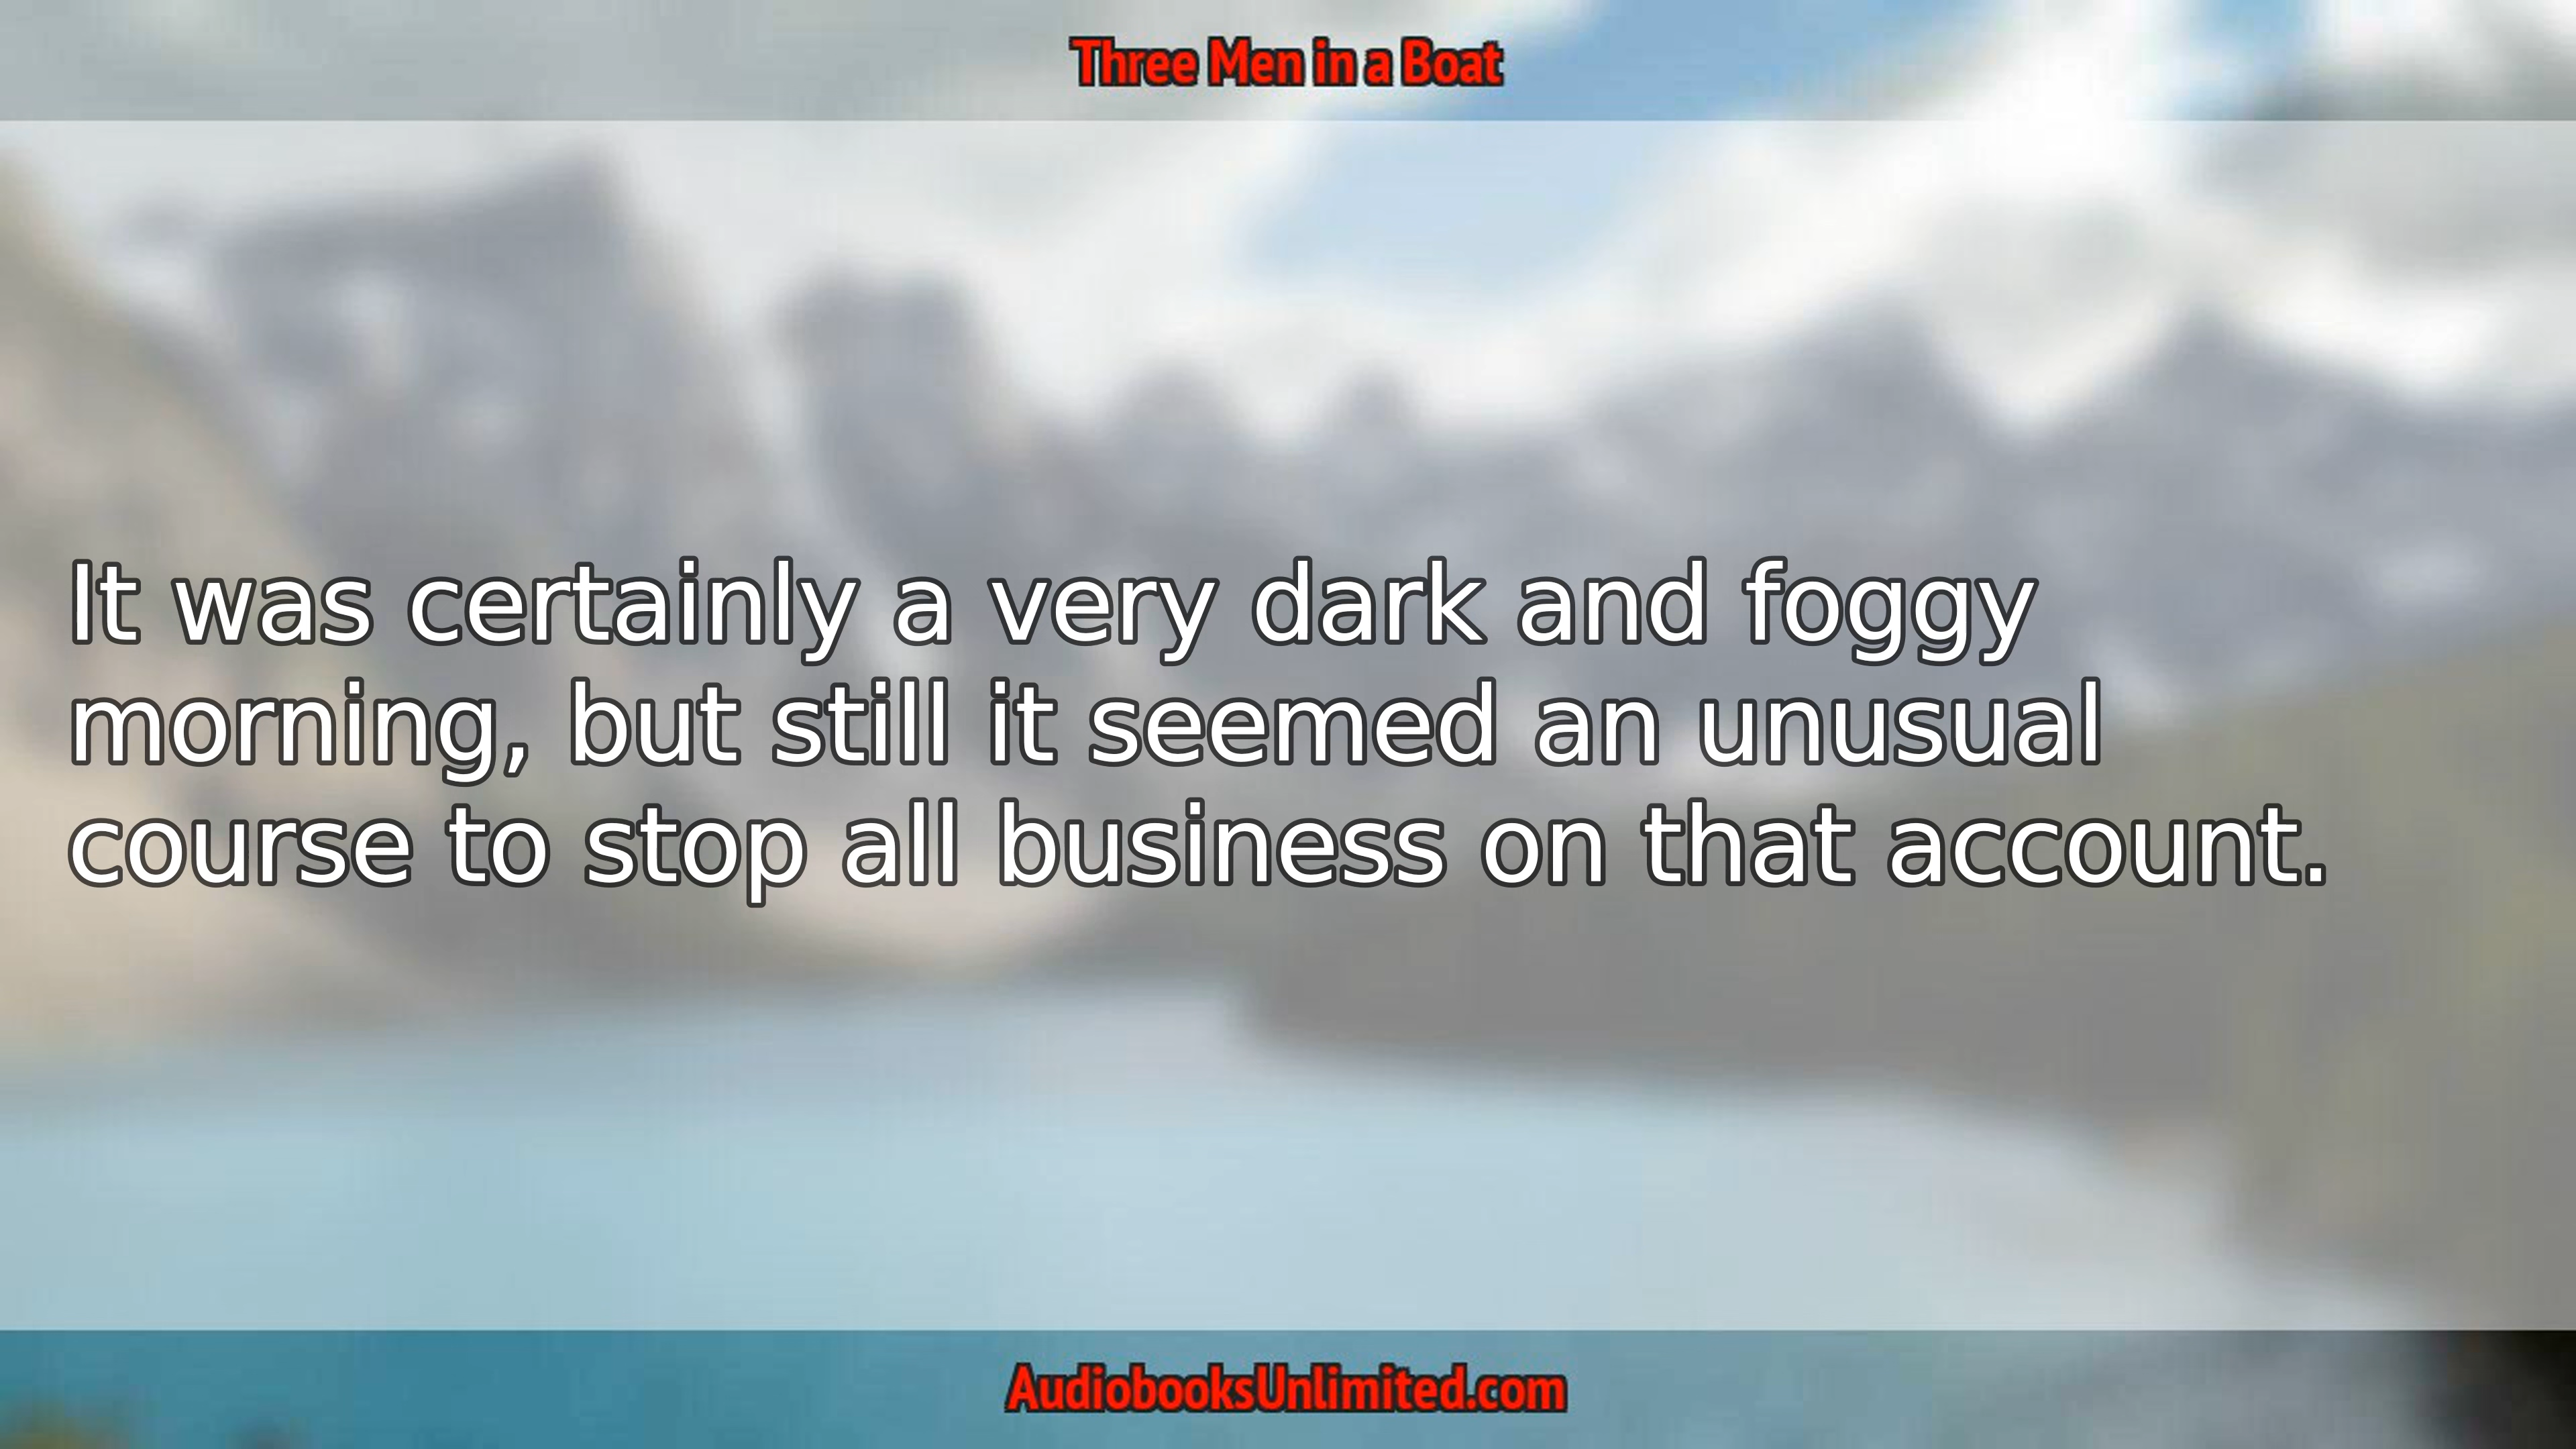 Three Men in a Boat
It was certainly a very dark and foggy
morning, but still it seemed an unusual
course to stop all business on that account.
AudiobooksUnlimited.com